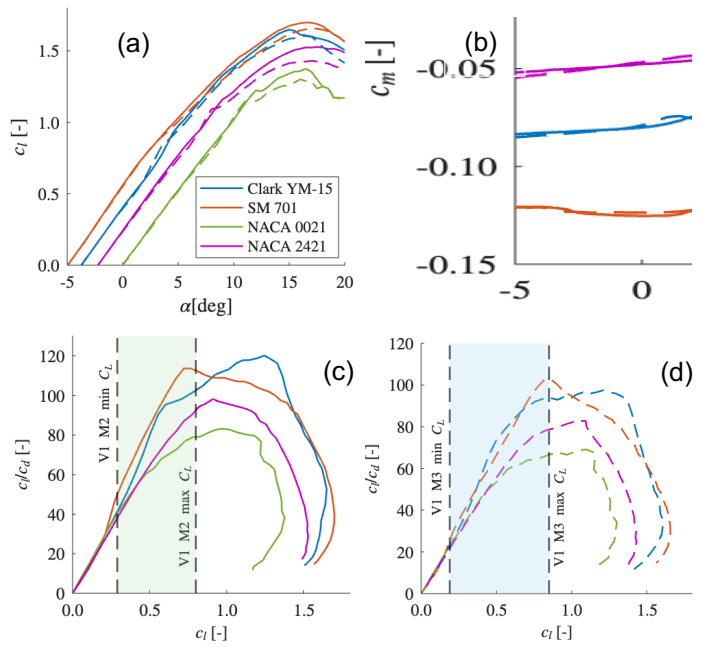 (a)
1.5
1.0
0.5
0.0
c_l [-]
-5
0
5
10
15
20
α[deg]
Clark YM-15
SM 701
NACA 0021
NACA 2421
(b)
c_m [-]
-0.05
-0.10
-0.15
-5
0
(c)
120
100
80
60
40
20
0
c_l/c_d [-]
V1 M2 min C_L
V1 M2 max C_L
0.0
0.5
1.0
1.5
c_l [-]
(d)
120
100
80
60
40
20
0
c_l/c_d [-]
V1 M3 min C_L
V1 M3 max C_L
0.0
0.5
1.0
1.5
c_l [-]